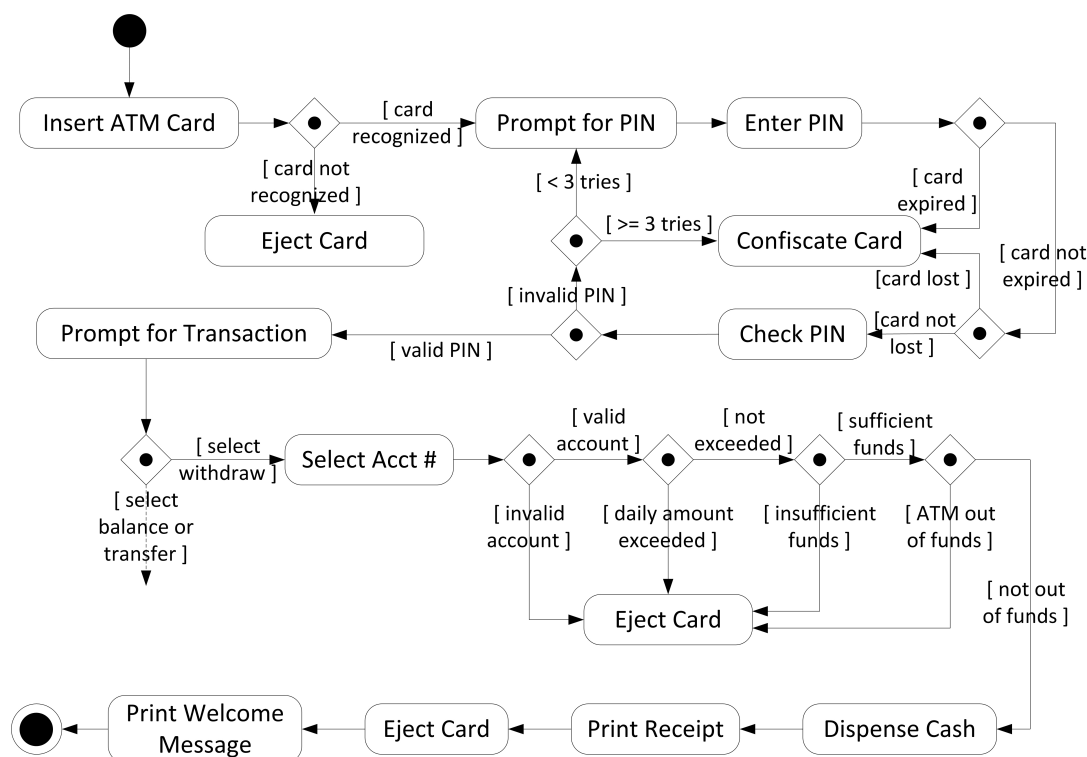 Insert ATM Card
[ card
recognized ]
Prompt for PIN
Enter PIN
[ card not
recognized ]
[ < 3 tries ]
[ card
expired ]
Eject Card
[ >= 3 tries ]
Confiscate Card
[ card not
expired ]
[card lost ]
[ invalid PIN ]
Prompt for Transaction
[ valid PIN ]
Check PIN
[card not
lost ]
[ select
withdraw ]
Select Acct #
[ valid
account ]
[ not
exceeded ]
[ sufficient
funds ]
[ select
balance or
transfer ]
[ invalid
account ]
[ daily amount
exceeded ]
[ insufficient
funds ]
[ ATM out
of funds ]
[ not out
of funds ]
Eject Card
Print Welcome
Message
Eject Card
Print Receipt
Dispense Cash